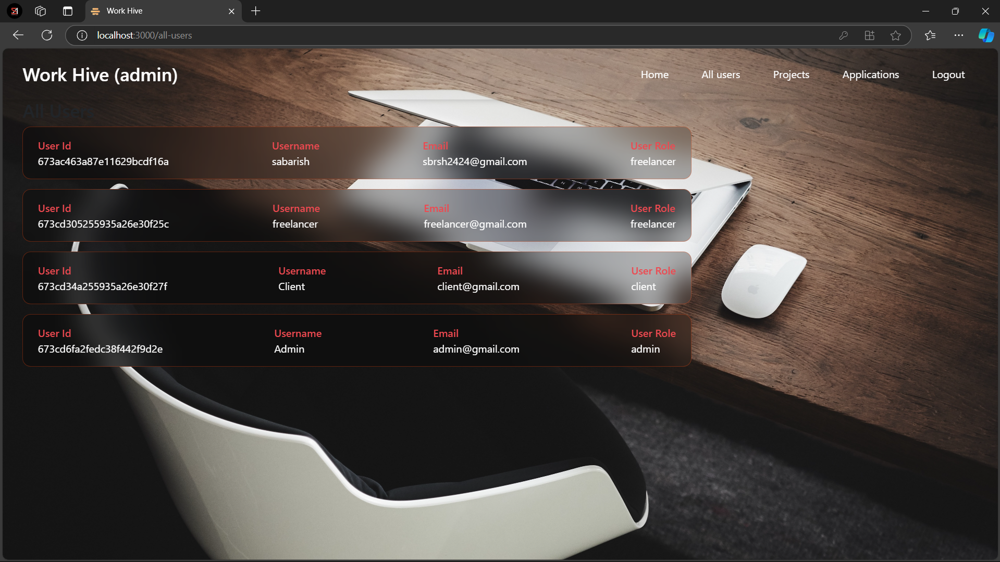 Work Hive
localhost:3000/all-users
Work Hive (admin)
Home All users Projects Applications Logout
All Users
User Id Username Email User Role
673ac463a87e11629bcdf16a sabarish sbrsh2424@gmail.com freelancer
User Id Username Email User Role
673cd305255935a26e30f25c freelancer freelancer@gmail.com freelancer
User Id Username Email User Role
673cd34a255935a26e30f27f Client client@gmail.com client
User Id Username Email User Role
673cd6fa2fedc38f442f9d2e Admin admin@gmail.com admin